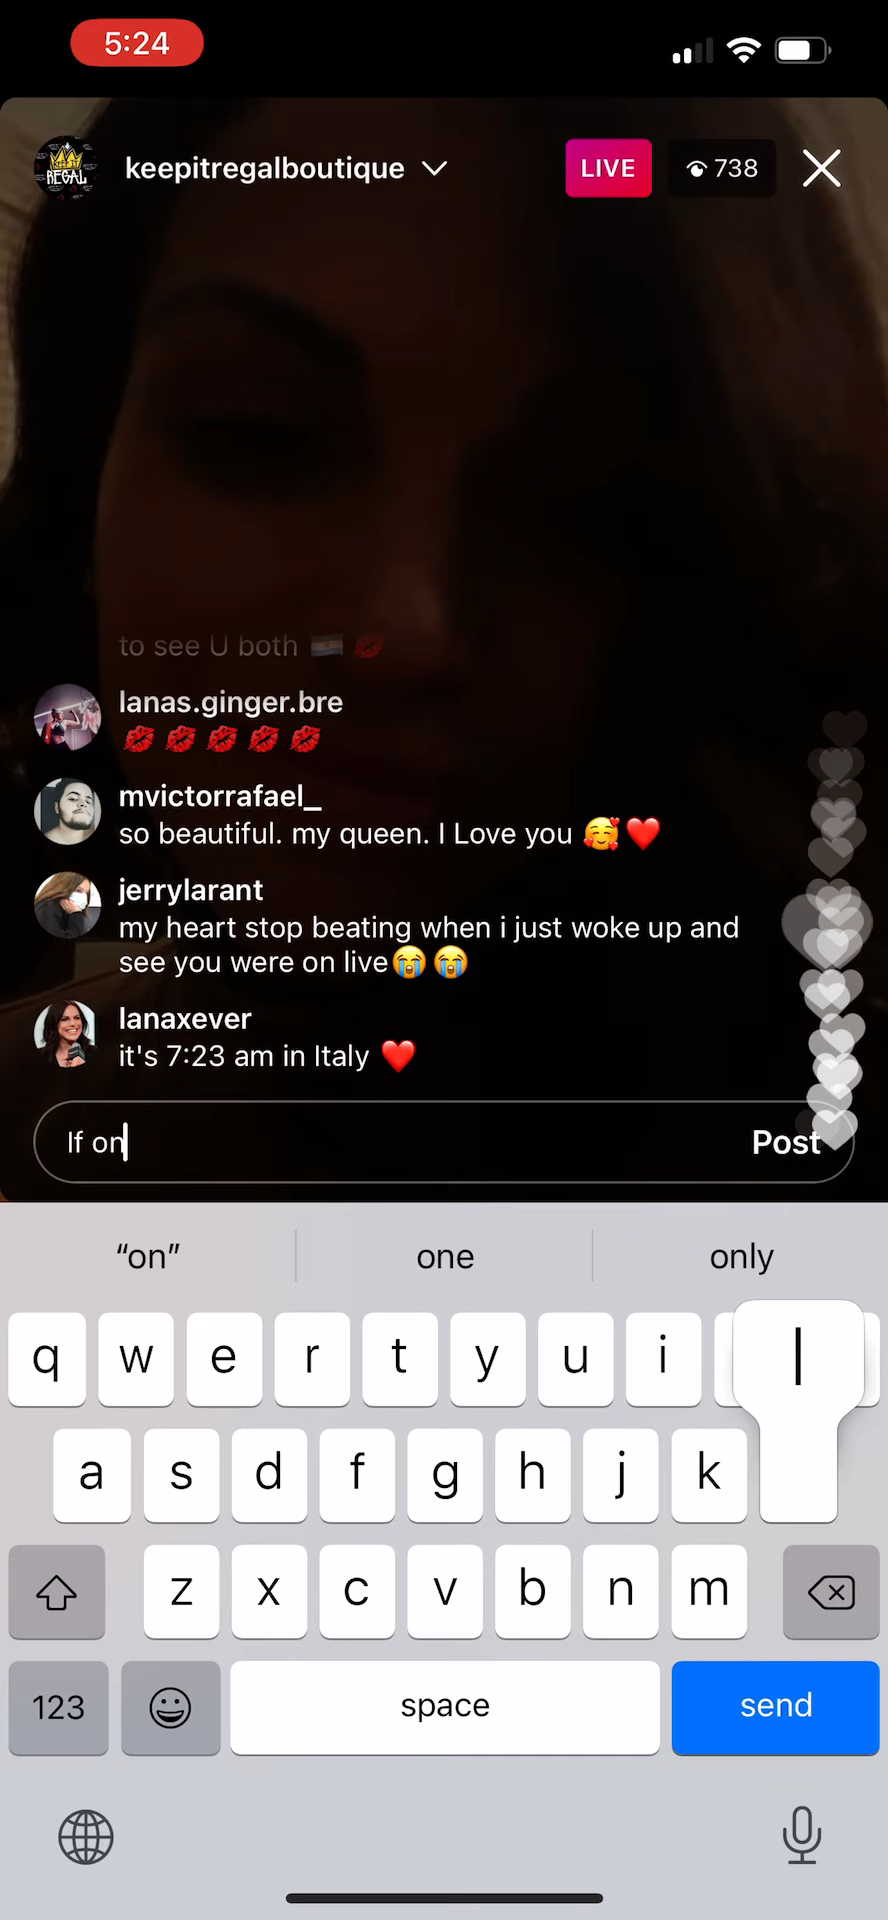 5:24
REGAL
keepitregalboutique
LIVE
738
to see U both 🇦🇷 💋
lanas.ginger.bre
💋 💋 💋 💋 💋
mvictorrafael_
so beautiful. my queen. I Love you 🥰 ❤️
jerrylarant
my heart stop beating when i just woke up and
see you were on live😭 😭
lanaxever
it's 7:23 am in Italy ❤️
If on
Post
“on” one only
q w e r t y u i
l
a s d f g h j k
z x c v b n m
123 space send